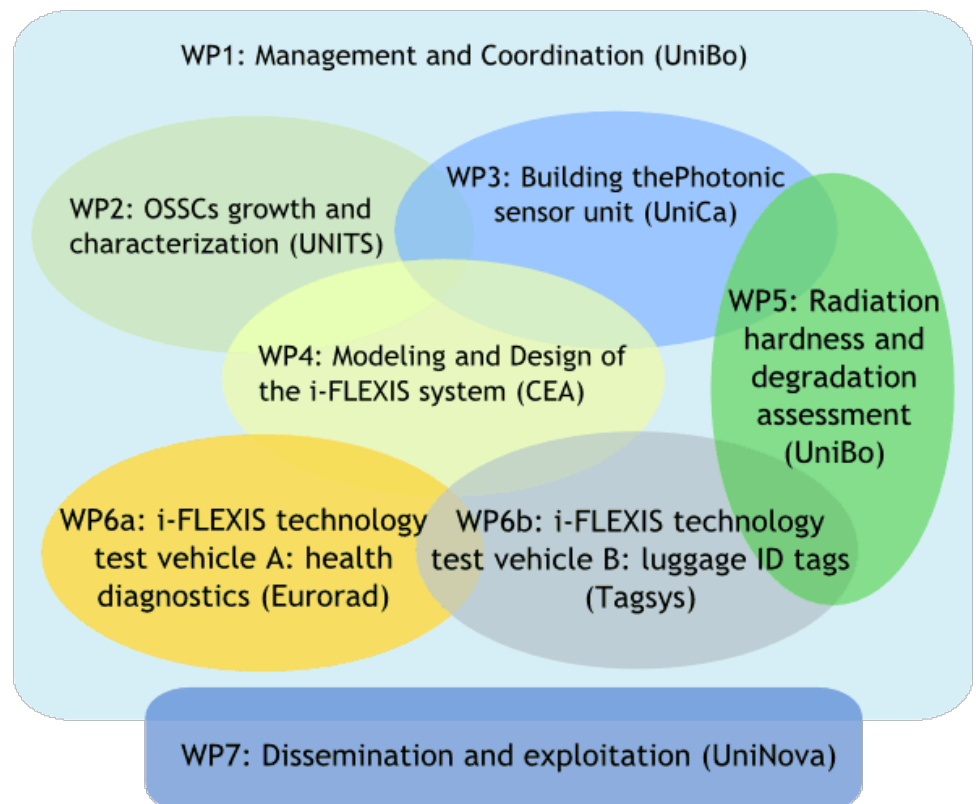 WP1: Management and Coordination (UniBo)
WP2: OSSCs growth and
characterization (UNITS)
WP3: Building thePhotonic
sensor unit (UniCa)
WP4: Modeling and Design of
the i-FLEXIS system (CEA)
WP5: Radiation
hardness and
degradation
assessment
(UniBo)
WP6a: i-FLEXIS technology
test vehicle A: health
diagnostics (Eurorad)
WP6b: i-FLEXIS technology
test vehicle B: luggage ID tags
(Tagsys)
WP7: Dissemination and exploitation (UniNova)